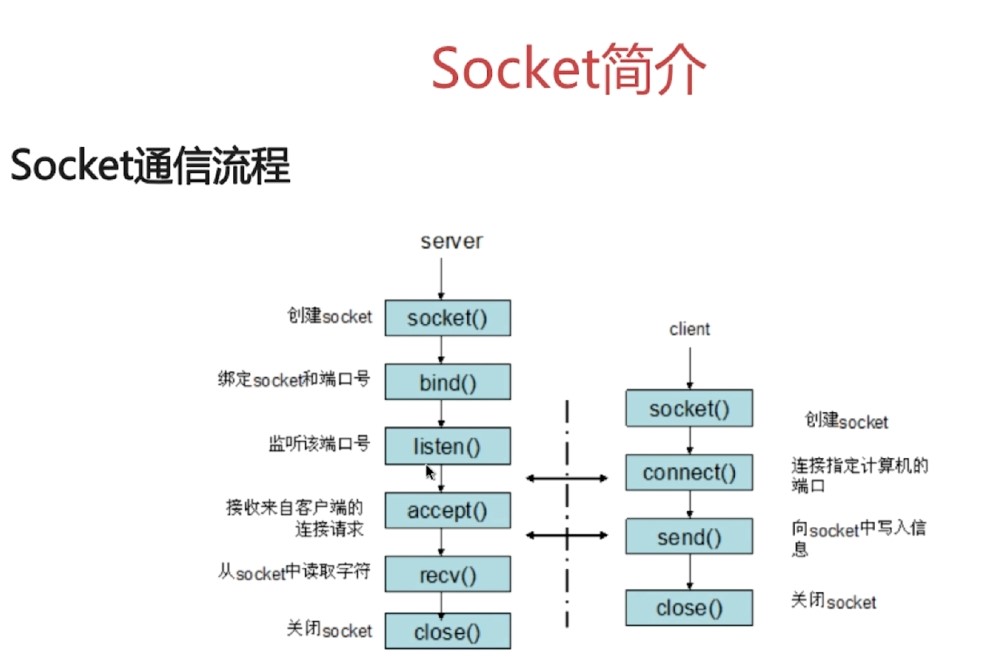 Socket简介
Socket通信流程
server
创建socket
socket()
绑定socket和端口号
bind()
监听该端口号
listen()
接收来自客户端的
连接请求
accept()
从socket中读取字符
recv()
关闭socket
close()
client
socket()
创建socket
connect()
连接指定计算机的
端口
send()
向socket中写入信
息
close()
关闭socket